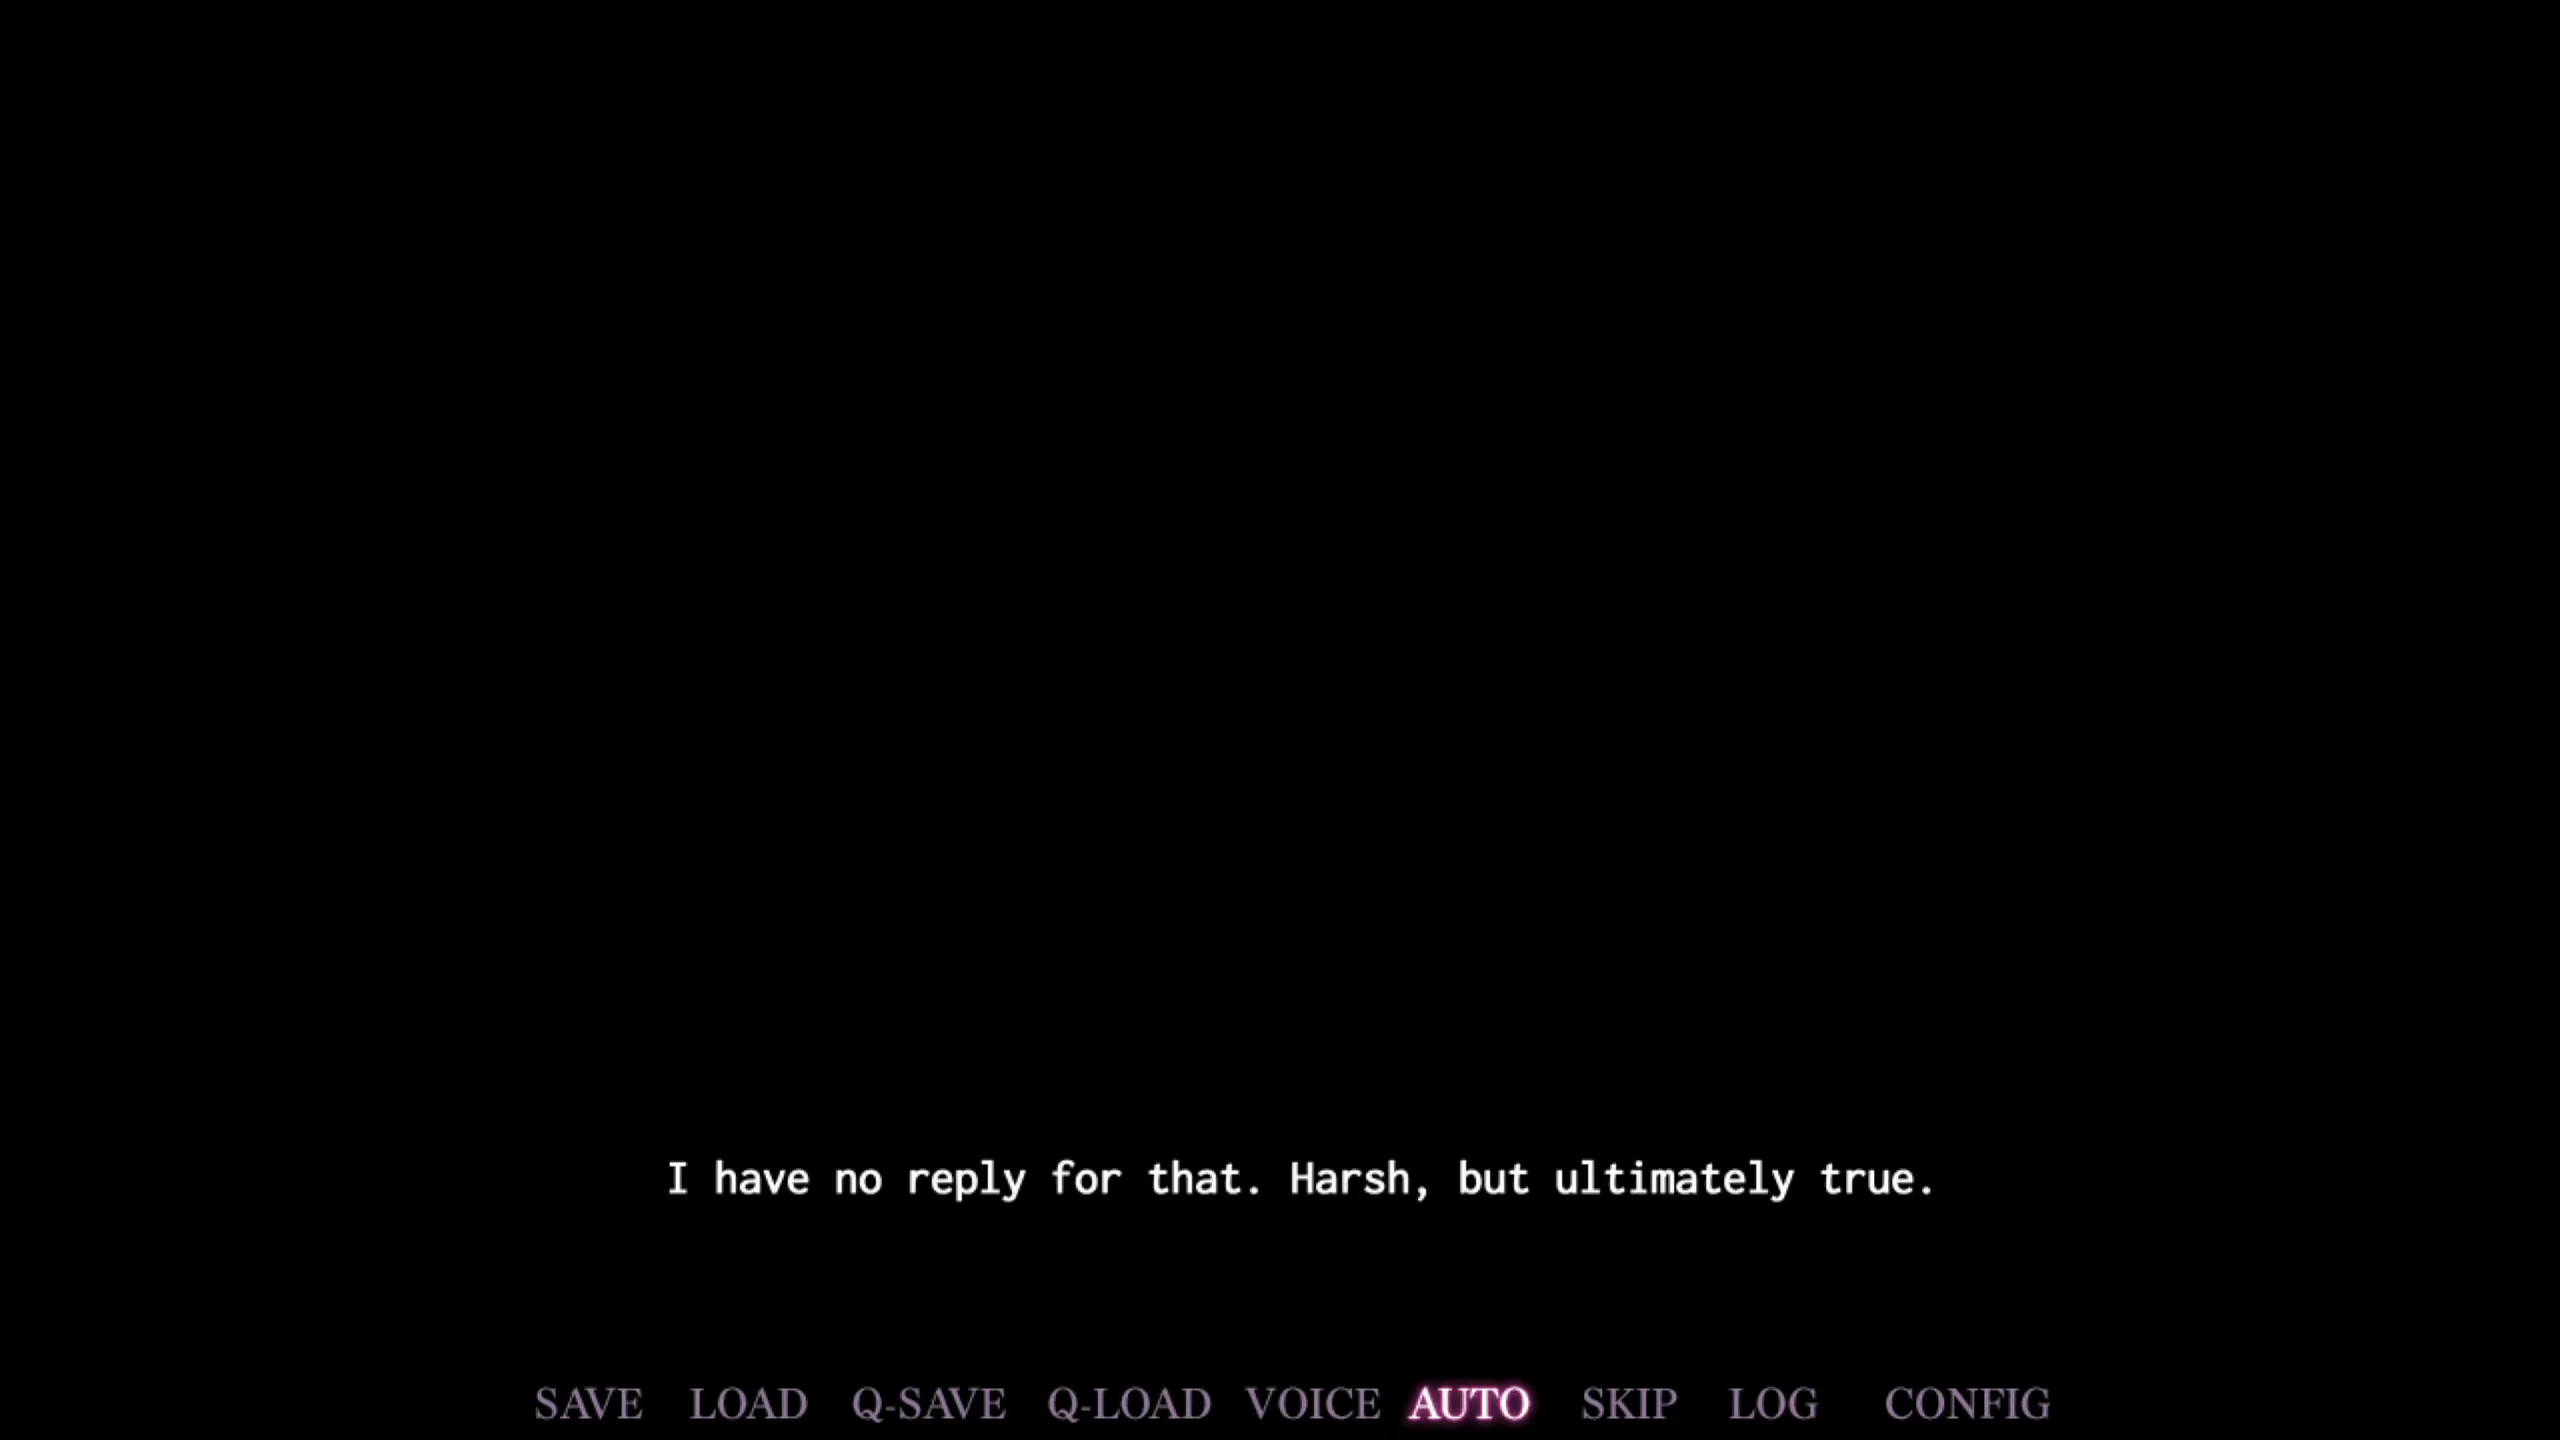 I have no reply for that. Harsh, but ultimately true.
SAVE LOAD Q-SAVE Q-LOAD VOICE AUTO SKIP LOG CONFIG